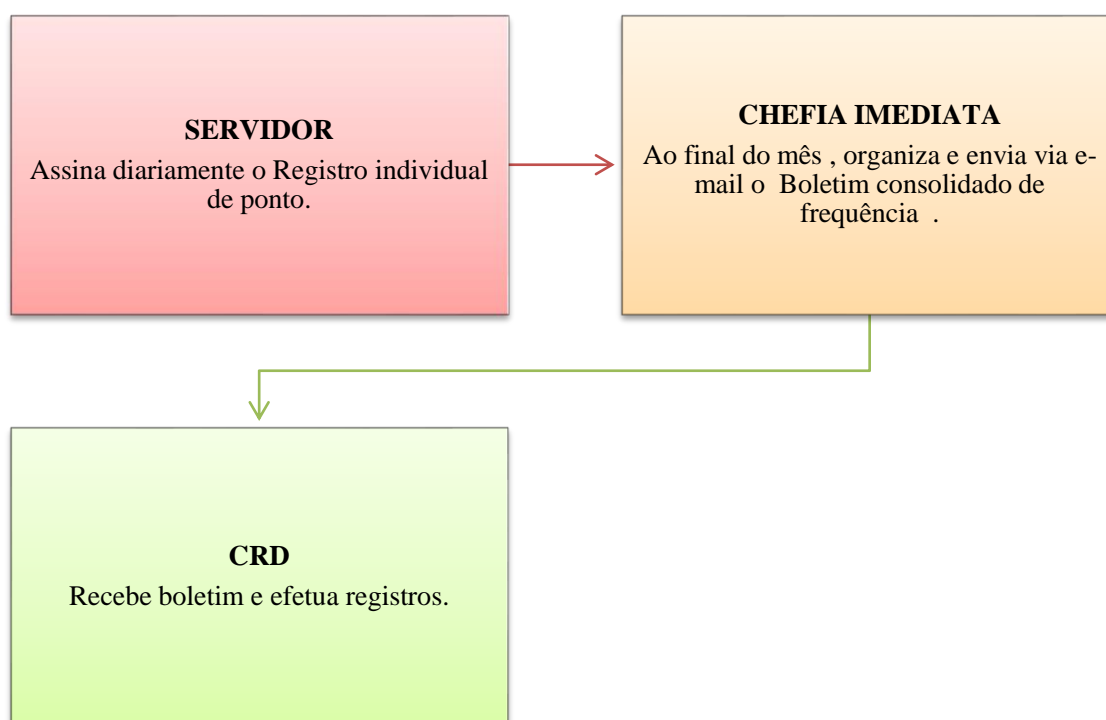 SERVIDOR
Assina diariamente o Registro individual
de ponto.
CHEFIA IMEDIATA
Ao final do mês , organiza e envia via e-
mail o  Boletim consolidado de
frequência  .
CRD
Recebe boletim e efetua registros.